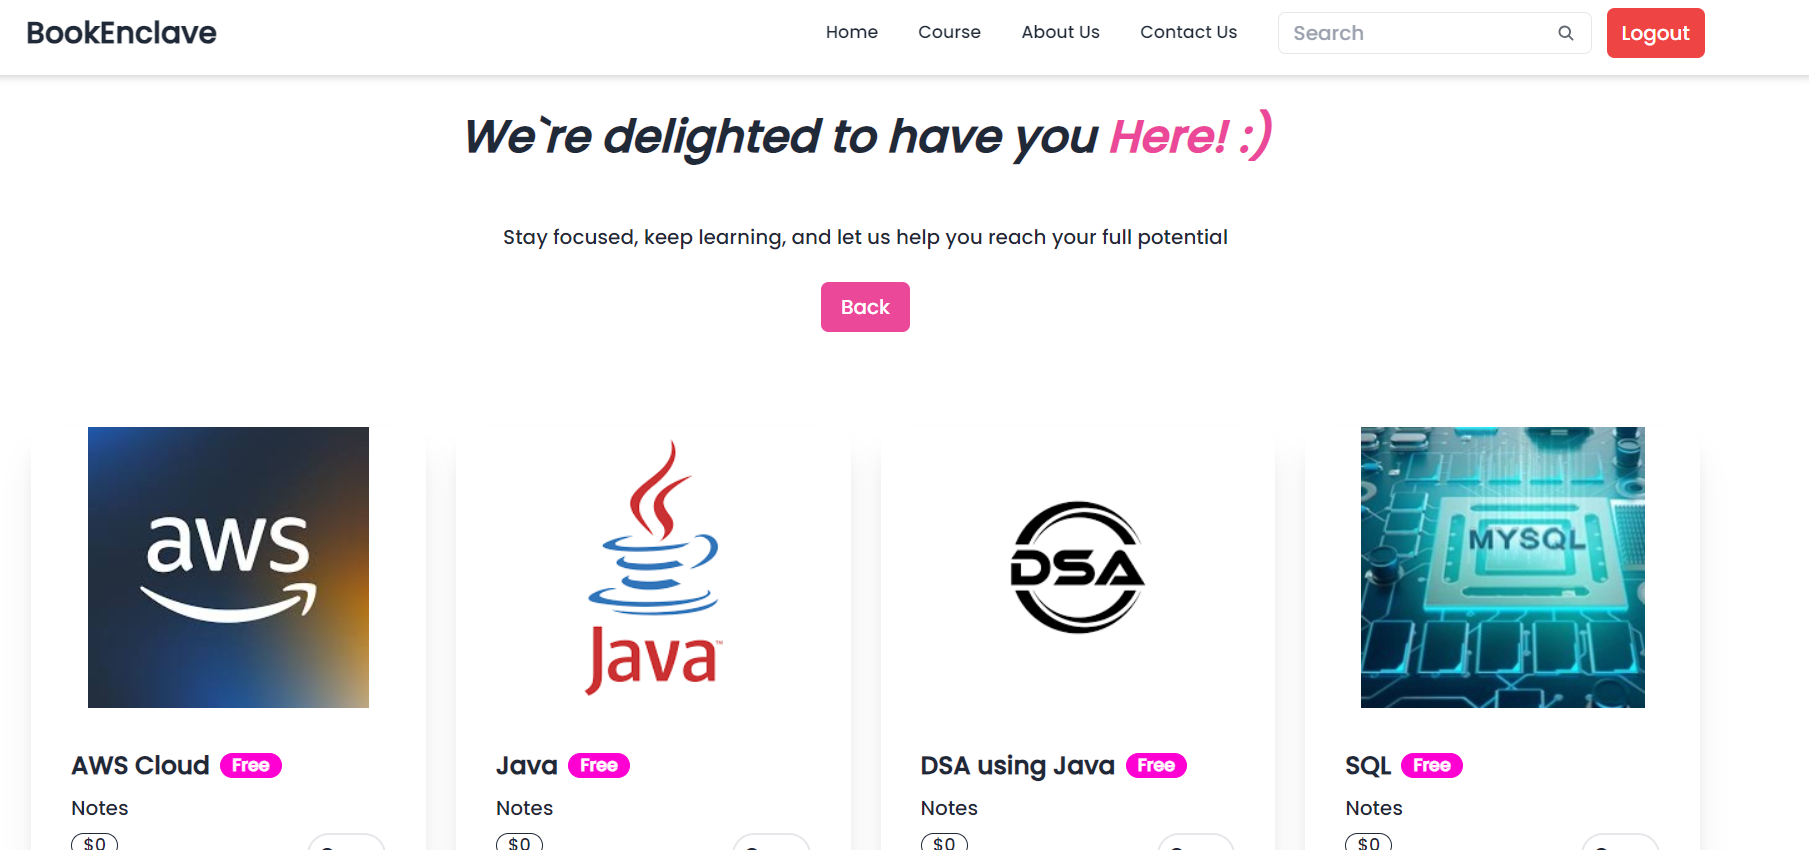 BookEnclave Home Course About Us Contact Us Search Logout
We`re delighted to have you Here! :)
Stay focused, keep learning, and let us help you reach your full potential
Back
aws
Java™
DSA
MYSQL
AWS Cloud Free
Notes
$0
Java Free
Notes
$0
DSA using Java Free
Notes
$0
SQL Free
Notes
$0